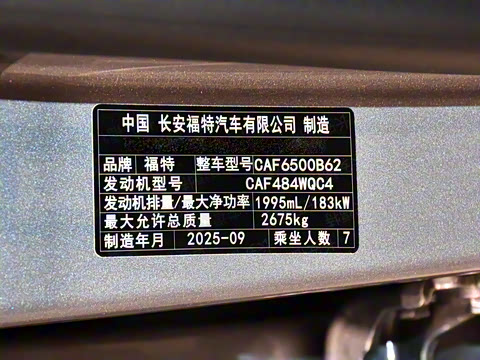 中国 长安福特汽车有限公司 制造
品牌 福特 整车型号 CAF6500B62
发动机型号 CAF484WQC4
发动机排量/最大净功率 1995mL/183kW
最大允许总质量 2675kg
制造年月 2025-09 乘坐人数 7